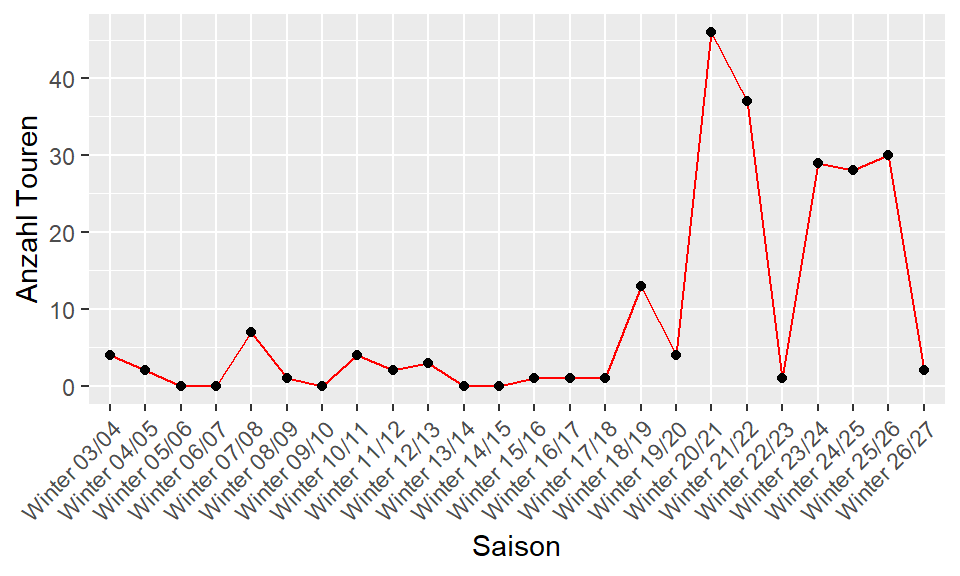 Anzahl Touren
40
30
20
10
0
Winter 03/04
Winter 04/05
Winter 05/06
Winter 06/07
Winter 07/08
Winter 08/09
Winter 09/10
Winter 10/11
Winter 11/12
Winter 12/13
Winter 13/14
Winter 14/15
Winter 15/16
Winter 16/17
Winter 17/18
Winter 18/19
Winter 19/20
Winter 20/21
Winter 21/22
Winter 22/23
Winter 23/24
Winter 24/25
Winter 25/26
Winter 26/27
Saison